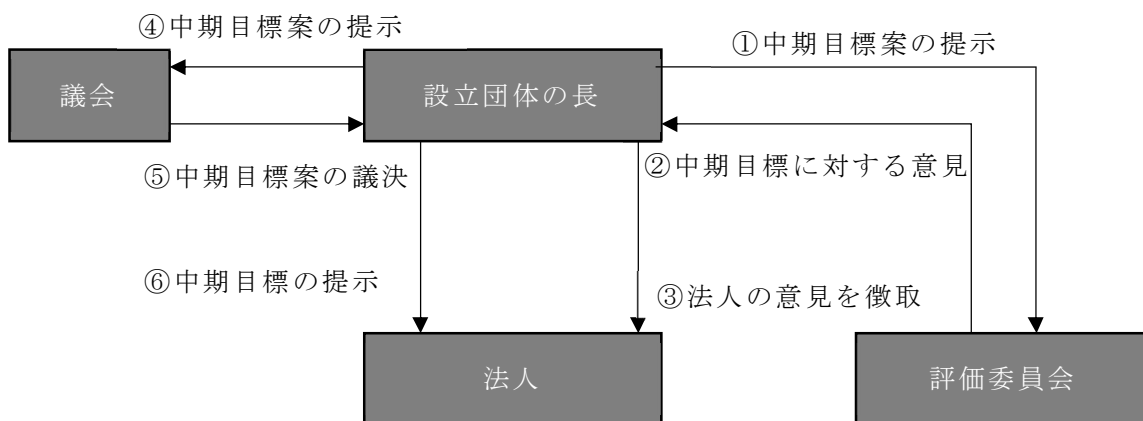 ④中期目標案の提示
①中期目標案の提示
議会
設立団体の長
⑤中期目標案の議決
②中期目標に対する意見
⑥中期目標の提示
③法人の意見を徴取
法人
評価委員会